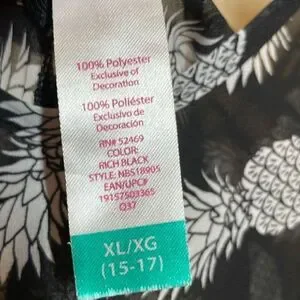 100% Polyester
Exclusive of
Decoration
100% Poliéster
Exclusivo de
Decoración
RN# 52469
COLOR:
RICH BLACK
STYLE: NBS18905
EAN/UPC#
19157503365
Q37
XL/XG
(15-17)